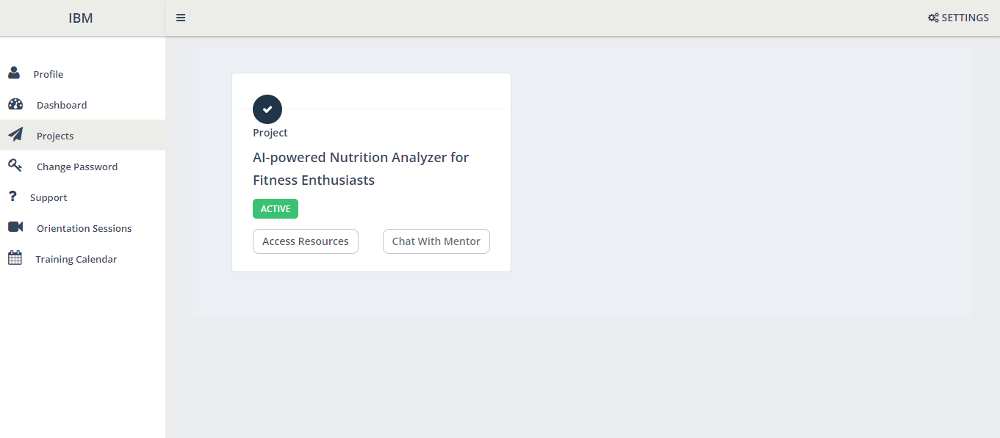 IBM
SETTINGS
Profile
Dashboard
Projects
Change Password
Support
Orientation Sessions
Training Calendar
Project
AI-powered Nutrition Analyzer for
Fitness Enthusiasts
ACTIVE
Access Resources
Chat With Mentor